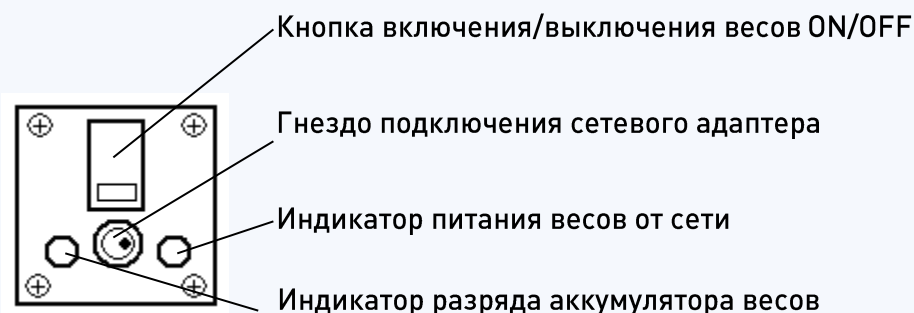 Кнопка включения/выключения весов ON/OFF
Гнездо подключения сетевого адаптера
Индикатор питания весов от сети
Индикатор разряда аккумулятора весов